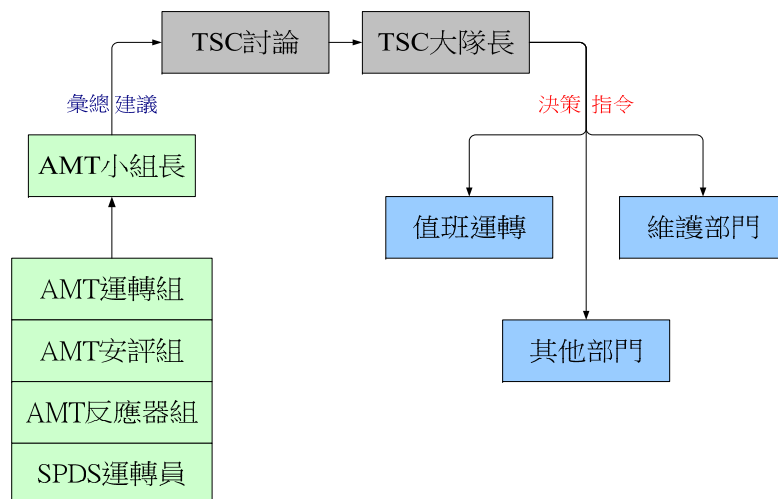 TSC討論
TSC大隊長
彙總 建議
決策 指令
AMT小組長
值班運轉
維護部門
AMT運轉組
AMT安評組
其他部門
AMT反應器組
SPDS運轉員